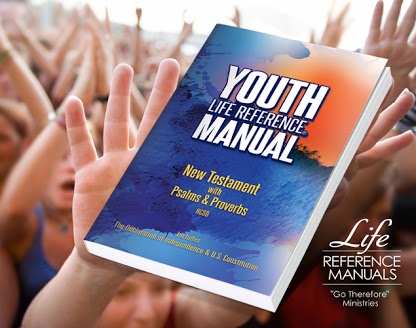 YOUTH
LIFE REFERENCE
MANUAL
New Testament
with
Psalms & Proverbs
HCSB
Includes
The Declaration of Independence & U.S. Constitution
Life
REFERENCE
MANUALS
"Go Therefore"
Ministries